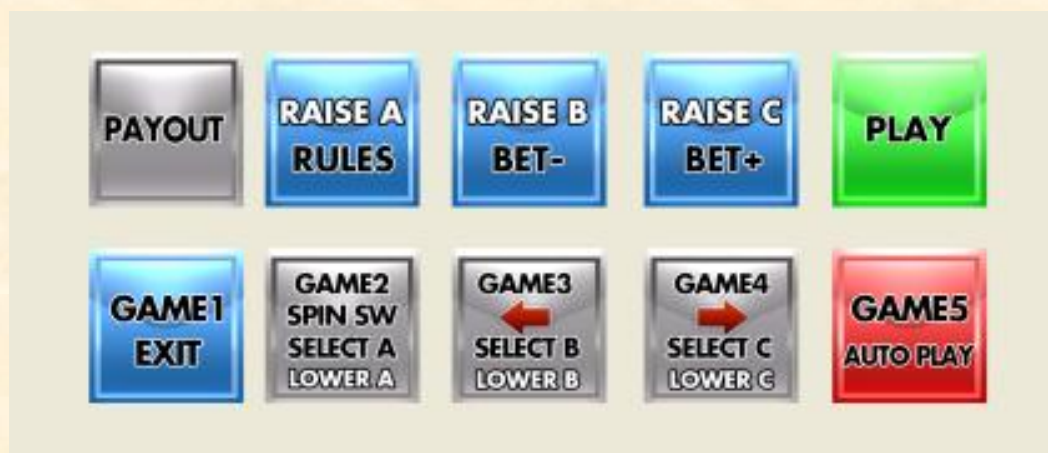 PAYOUT
RAISE A
RULES
RAISE B
BET-
RAISE C
BET+
PLAY
GAME1
EXIT
GAME2
SPIN SW
SELECT A
LOWER A
GAME3
SELECT B
LOWER B
GAME4
SELECT C
LOWER C
GAME5
AUTO PLAY